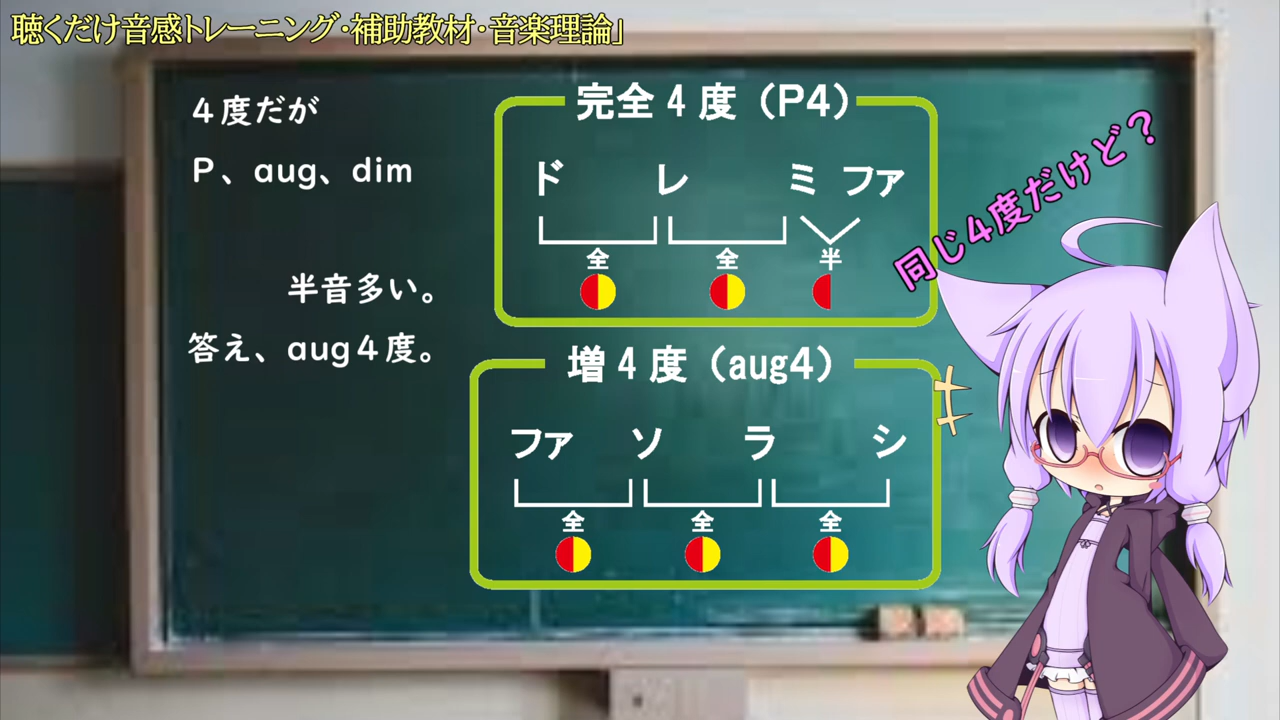 聴くだけ音感トレーニング・補助教材・音楽理論」
４度だが
P、aug、dim
半音多い。
答え、aug４度。
完全４度（P4）
ド レ ミ ファ
全 全 半
増４度（aug4）
ファ ソ ラ シ
全 全 全
同じ4度だけど？